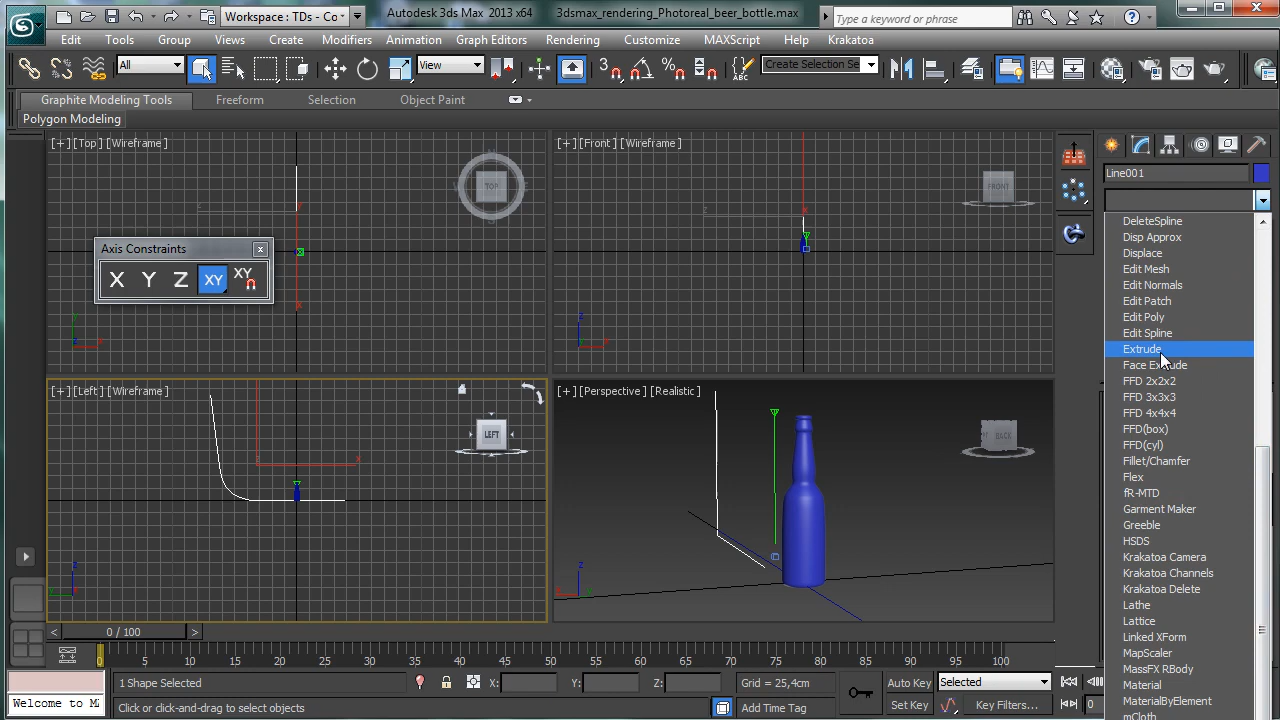 Workspace : TDs - Co
Autodesk 3ds Max 2013 x64
3dsmax_rendering_Photoreal_beer_bottle.max
Type a keyword or phrase
Edit
Tools
Group
Views
Create
Modifiers
Animation
Graph Editors
Rendering
Customize
MAXScript
Help
Krakatoa
All
View
Create Selection Se
Graphite Modeling Tools
Freeform
Selection
Object Paint
Polygon Modeling
[+][Top][Wireframe]
TOP
Axis Constraints
X Y Z XY XY
[+][Front][Wireframe]
FRONT
[+][Left][Wireframe]
LEFT
[+][Perspective][Realistic]
BACK
Line001
DeleteSpline
Disp Approx
Displace
Edit Mesh
Edit Normals
Edit Patch
Edit Poly
Edit Spline
Extrude
Face Extrude
FFD 2x2x2
FFD 3x3x3
FFD 4x4x4
FFD(box)
FFD(cyl)
Fillet/Chamfer
Flex
fR-MTD
Garment Maker
Greeble
HSDS
Krakatoa Camera
Krakatoa Channels
Krakatoa Delete
Lathe
Lattice
Linked XForm
MapScaler
MassFX RBody
Material
MaterialByElement
mCloth
< 0 / 100 >
0 5 10 15 20 25 30 35 40 45 50 55 60 65 70 75 80 85 90 95 100
1 Shape Selected
X:
Y:
Z:
Grid = 25,4cm
Auto Key
Selected
Welcome to MA
Click or click-and-drag to select objects
Add Time Tag
Set Key
Key Filters...
0